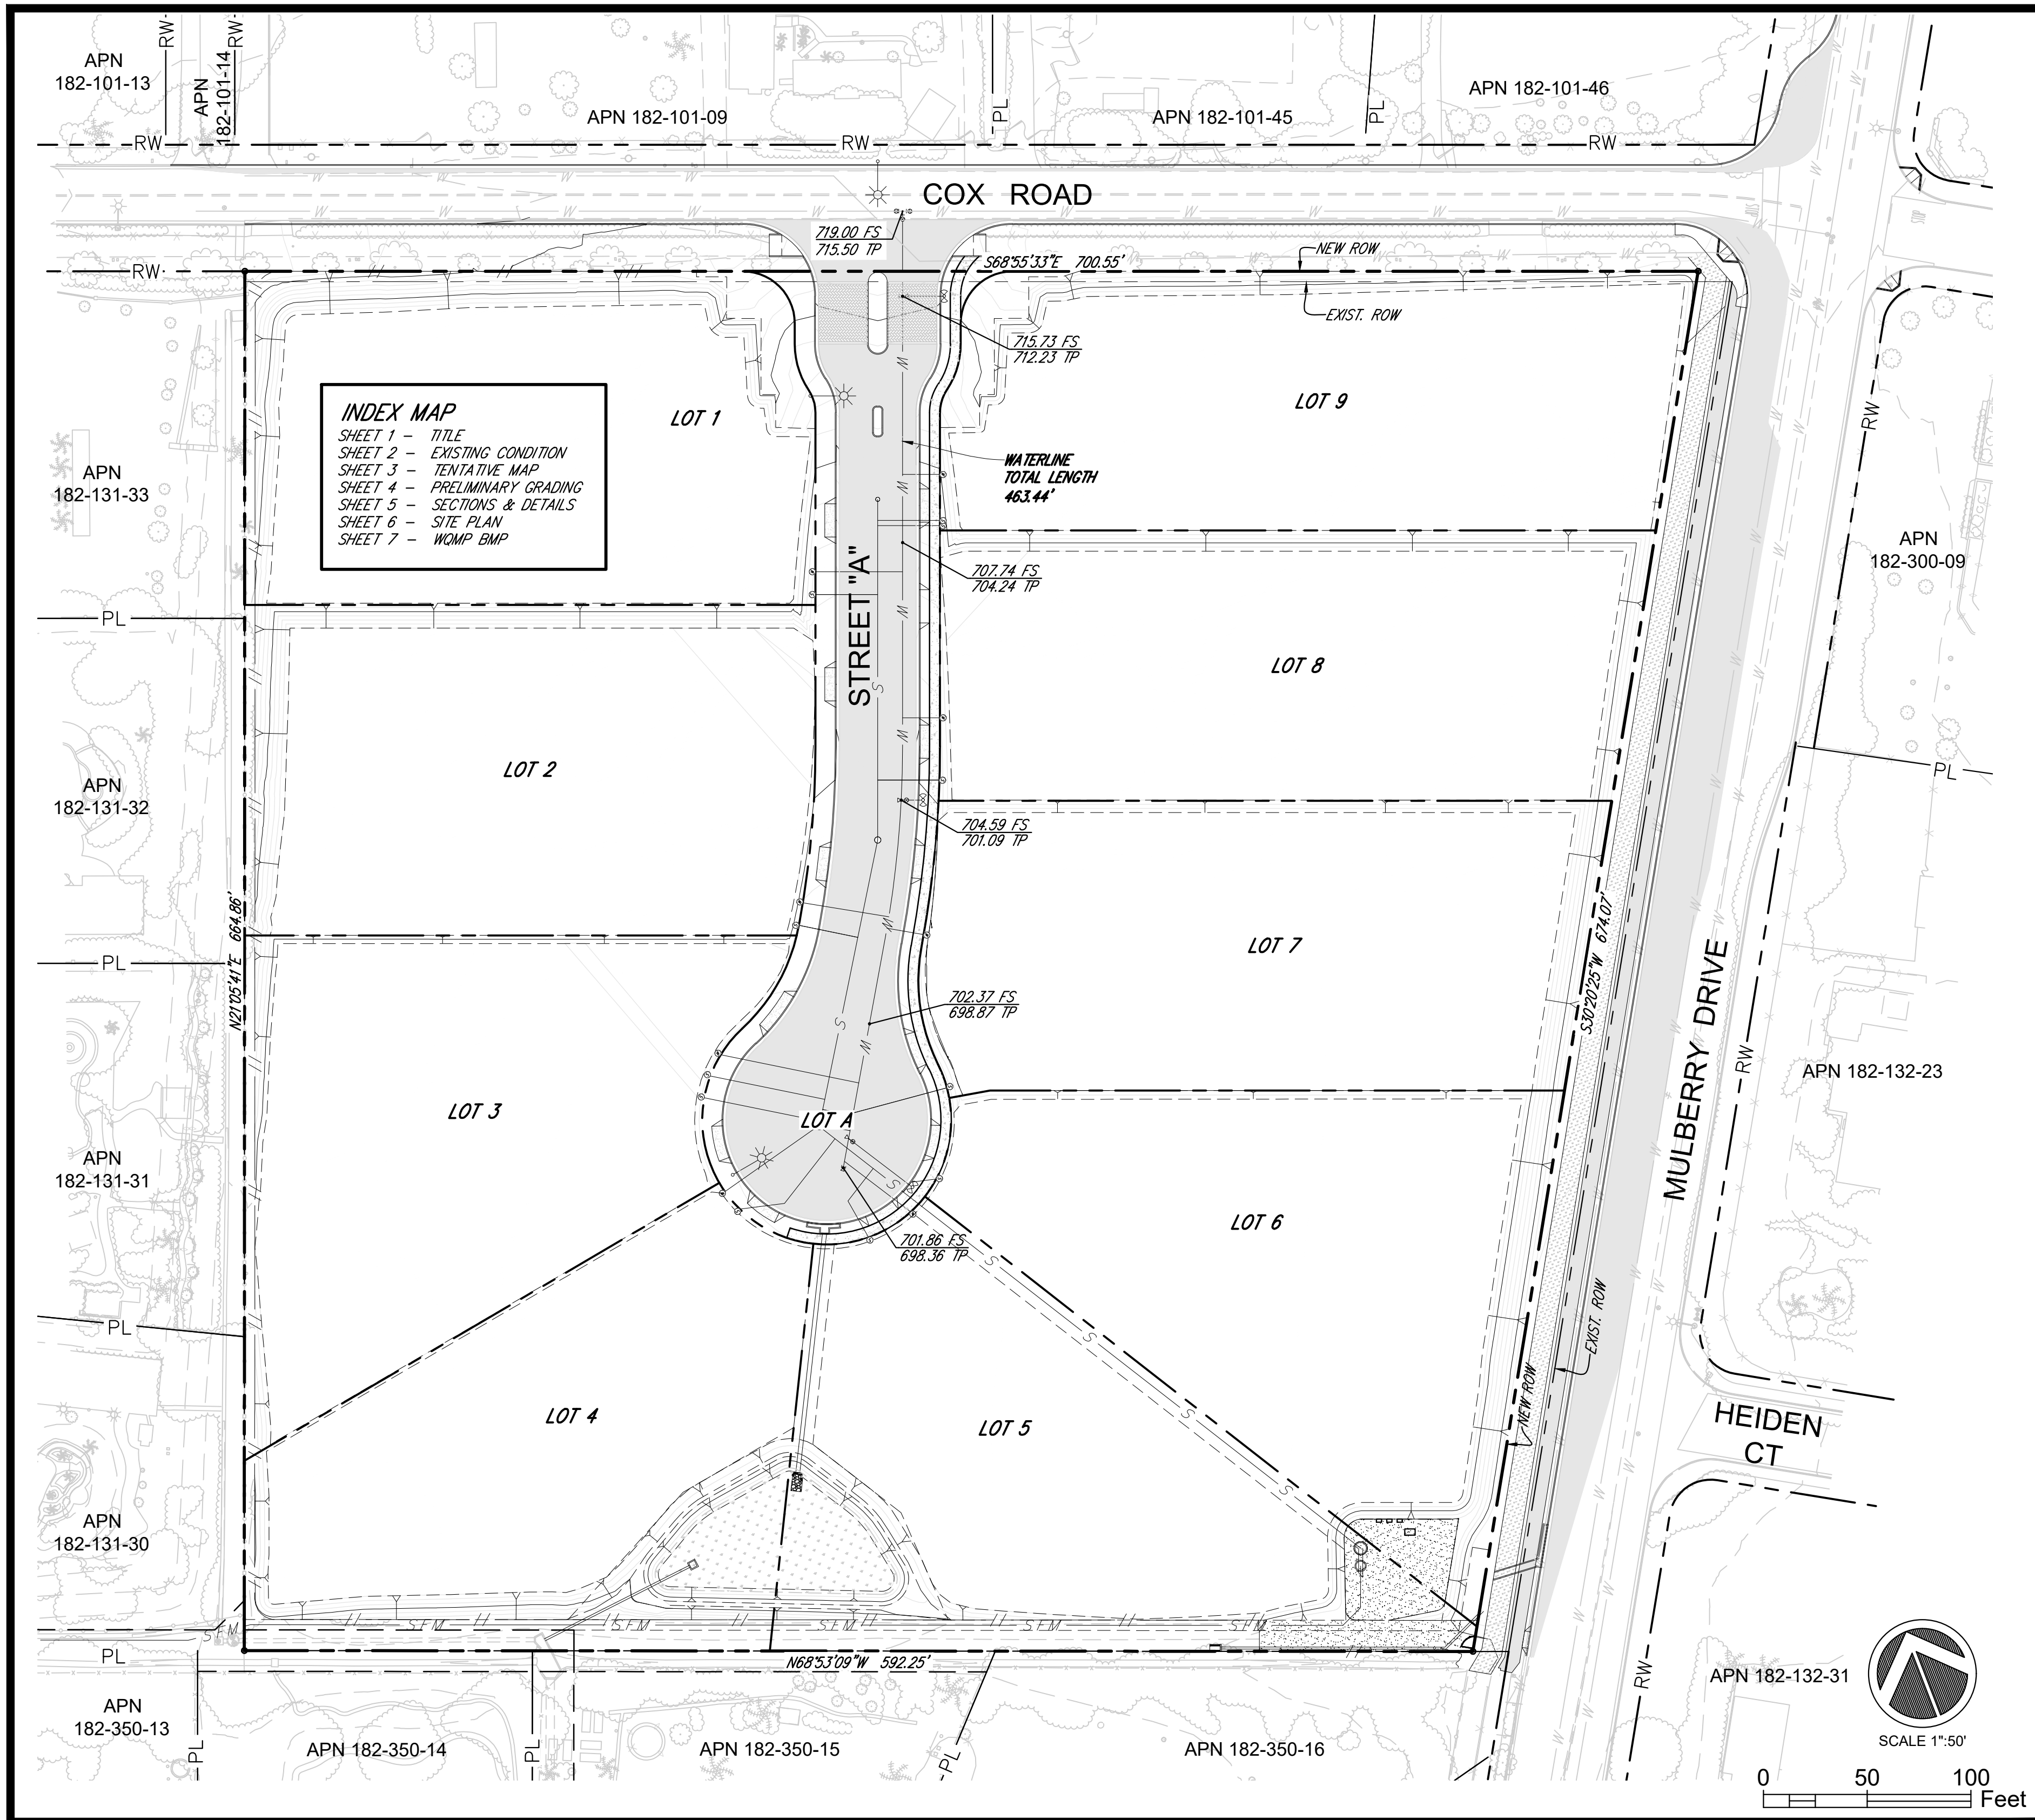 APN
182-101-13
APN
182-101-14
RW
RW
APN 182-101-09
PL
APN 182-101-45
PL
APN 182-101-46
RW
RW
RW
COX ROAD
W W W W W W W W W W
719.00 FS
715.50 TP
RW
S68°55'33"E 700.55'
NEW ROW
EXIST. ROW
715.73 FS
712.23 TP
INDEX MAP
SHEET 1 - TITLE
SHEET 2 - EXISTING CONDITION
SHEET 3 - TENTATIVE MAP
SHEET 4 - PRELIMINARY GRADING
SHEET 5 - SECTIONS & DETAILS
SHEET 6 - SITE PLAN
SHEET 7 - WQMP BMP
LOT 1
LOT 9
RW
APN
182-131-33
WATERLINE
TOTAL LENGTH
463.44'
APN
182-300-09
707.74 FS
704.24 TP
STREET "A"
PL
LOT 8
LOT 2
PL
APN
182-131-32
704.59 FS
701.09 TP
N21°05'41"E 664.86'
PL
LOT 7
S30°20'25"W 674.07'
MULBERRY DRIVE
702.37 FS
698.87 TP
RW
APN 182-132-23
LOT 3
LOT A
APN
182-131-31
LOT 6
701.86 FS
698.36 TP
PL
EXIST. ROW
NEW ROW
LOT 4
LOT 5
HEIDEN
CT
APN
182-131-30
SFM SFM SFM SFM SFM SFM
PL
N68°53'09"W 592.25'
RW
APN 182-132-31
APN
182-350-13
PL
APN 182-350-14
PL
APN 182-350-15
PL
APN 182-350-16
SCALE 1":50'
0 50 100
Feet